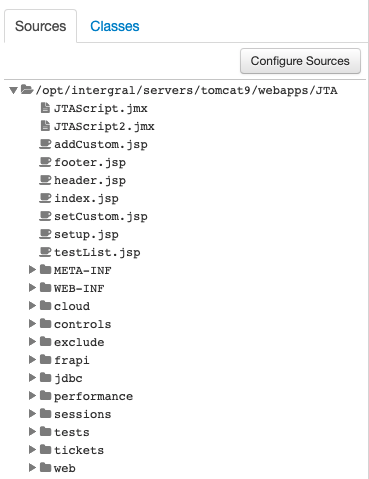 Sources Classes
Configure Sources
/opt/intergral/servers/tomcat9/webapps/JTA
JTAScript.jmx
JTAScript2.jmx
addCustom.jsp
footer.jsp
header.jsp
index.jsp
setCustom.jsp
setup.jsp
testList.jsp
META-INF
WEB-INF
cloud
controls
exclude
frapi
jdbc
performance
sessions
tests
tickets
web